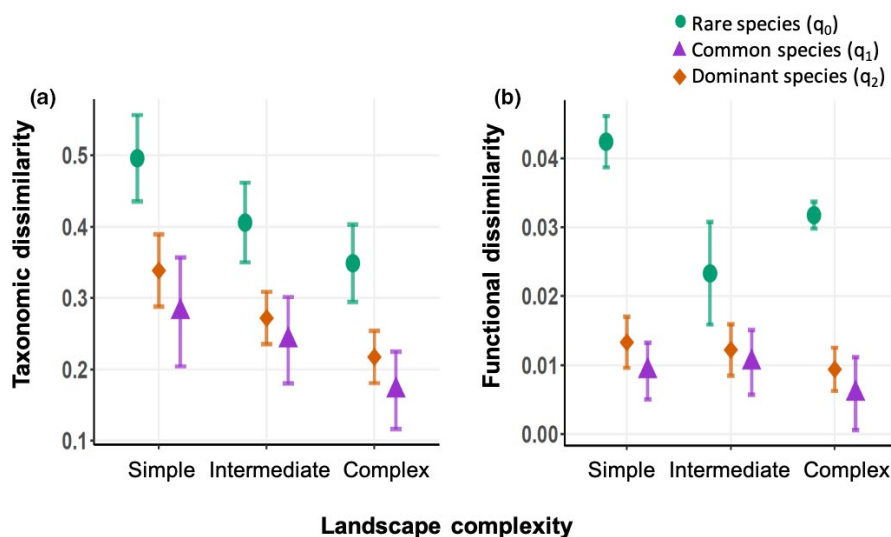 Rare species (q0)
Common species (q1)
Dominant species (q2)
(a)
(b)
Taxonomic dissimilarity
0.5
0.4
0.3
0.2
0.1
Simple Intermediate Complex
Functional dissimilarity
0.04
0.03
0.02
0.01
0.00
Simple Intermediate Complex
Landscape complexity